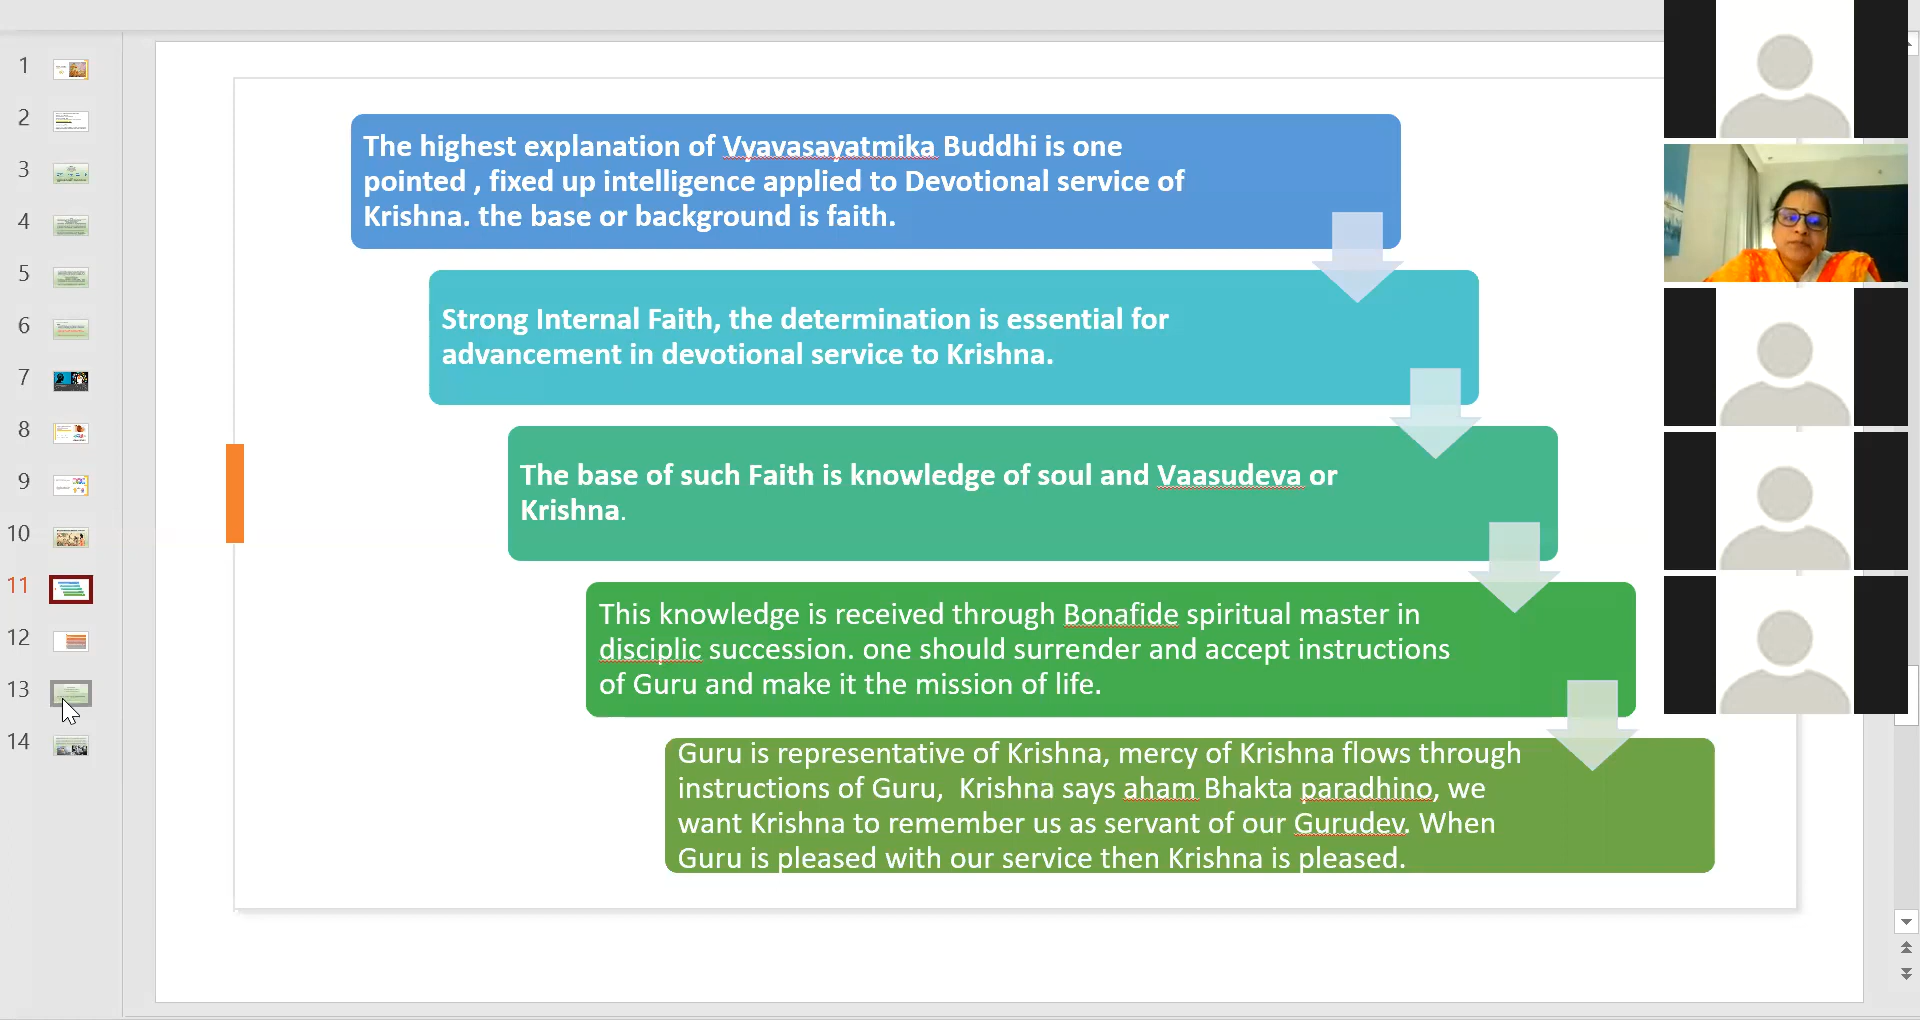 1
2
3
4
5
6
7
8
9
10
11
12
13
14
The highest explanation of Vyavasayatmika Buddhi is one
pointed , fixed up intelligence applied to Devotional service of
Krishna. the base or background is faith.
Strong Internal Faith, the determination is essential for
advancement in devotional service to Krishna.
The base of such Faith is knowledge of soul and Vaasudeva or
Krishna.
This knowledge is received through Bonafide spiritual master in
disciplic succession. one should surrender and accept instructions
of Guru and make it the mission of life.
Guru is representative of Krishna, mercy of Krishna flows through
instructions of Guru,  Krishna says aham Bhakta paradhino, we
want Krishna to remember us as servant of our Gurudev. When
Guru is pleased with our service then Krishna is pleased.